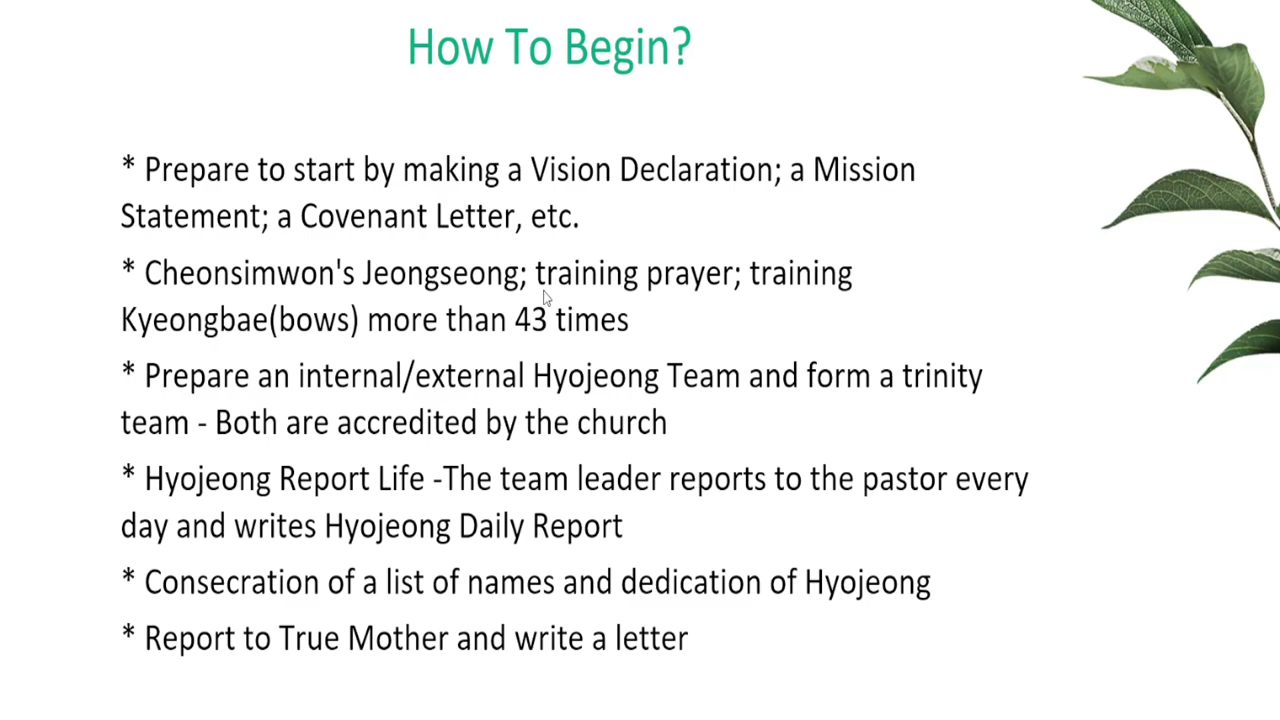 How To Begin?
* Prepare to start by making a Vision Declaration; a Mission
Statement; a Covenant Letter, etc.
* Cheonsimwon's Jeongseong; training prayer; training
Kyeongbae(bows) more than 43 times
* Prepare an internal/external Hyojeong Team and form a trinity
team - Both are accredited by the church
* Hyojeong Report Life -The team leader reports to the pastor every
day and writes Hyojeong Daily Report
* Consecration of a list of names and dedication of Hyojeong
* Report to True Mother and write a letter